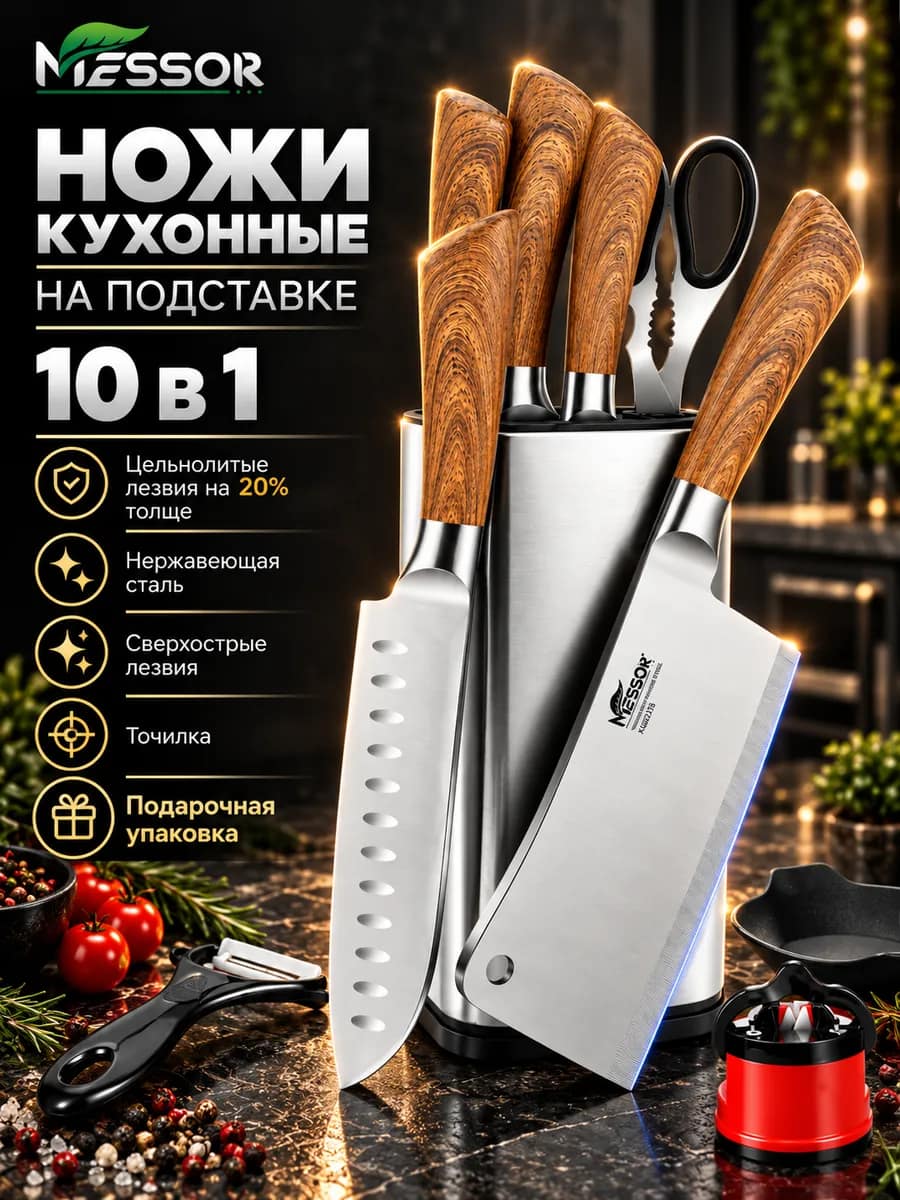 MESSOR
НОЖИ
КУХОННЫЕ
НА ПОДСТАВКЕ
10 в 1
Цельнолитые
лезвия на 20%
толще
Нержавеющая
сталь
Сверхострые
лезвия
Точилка
Подарочная
упаковка
MESSOR